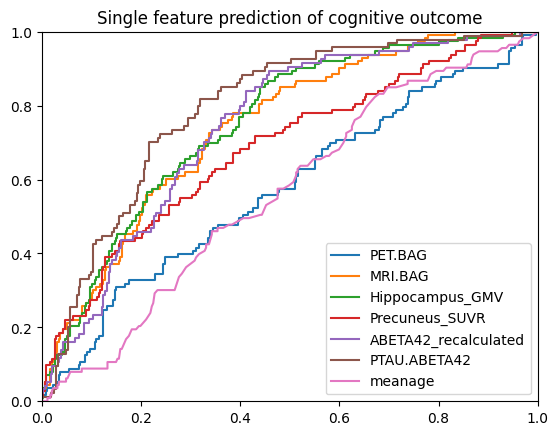 Single feature prediction of cognitive outcome
1.0
0.8
0.6
0.4
0.2
0.0
0.0
0.2
0.4
0.6
0.8
1.0
PET.BAG
MRI.BAG
Hippocampus_GMV
Precuneus_SUVR
ABETA42_recalculated
PTAU.ABETA42
meanage